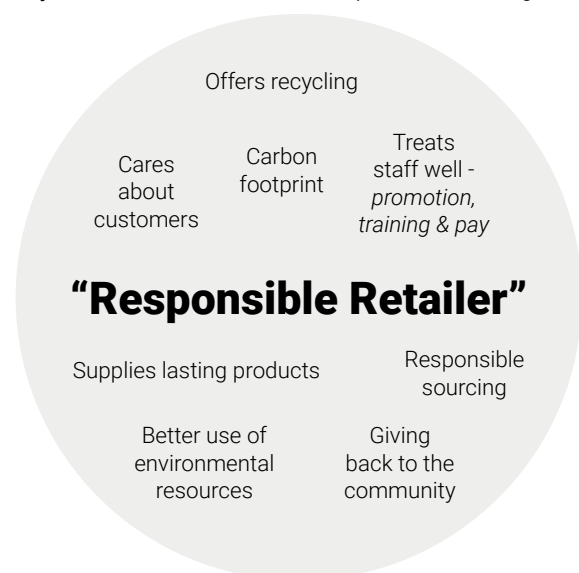 Offers recycling
Cares
about
customers
Carbon
footprint
Treats
staff well -
promotion,
training & pay
“Responsible Retailer”
Supplies lasting products
Responsible
sourcing
Better use of
environmental
resources
Giving
back to the
community